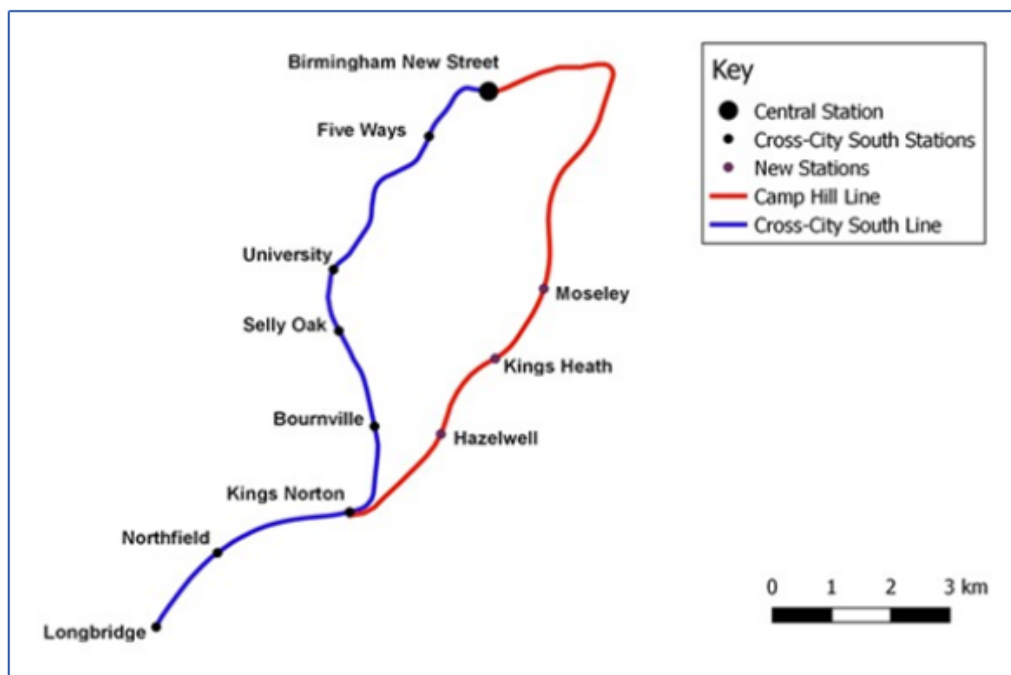 Birmingham New Street
Five Ways
University
Selly Oak
Bournville
Kings Norton
Northfield
Longbridge
Moseley
Kings Heath
Hazelwell
Key
Central Station
Cross-City South Stations
New Stations
Camp Hill Line
Cross-City South Line
0 1 2 3 km